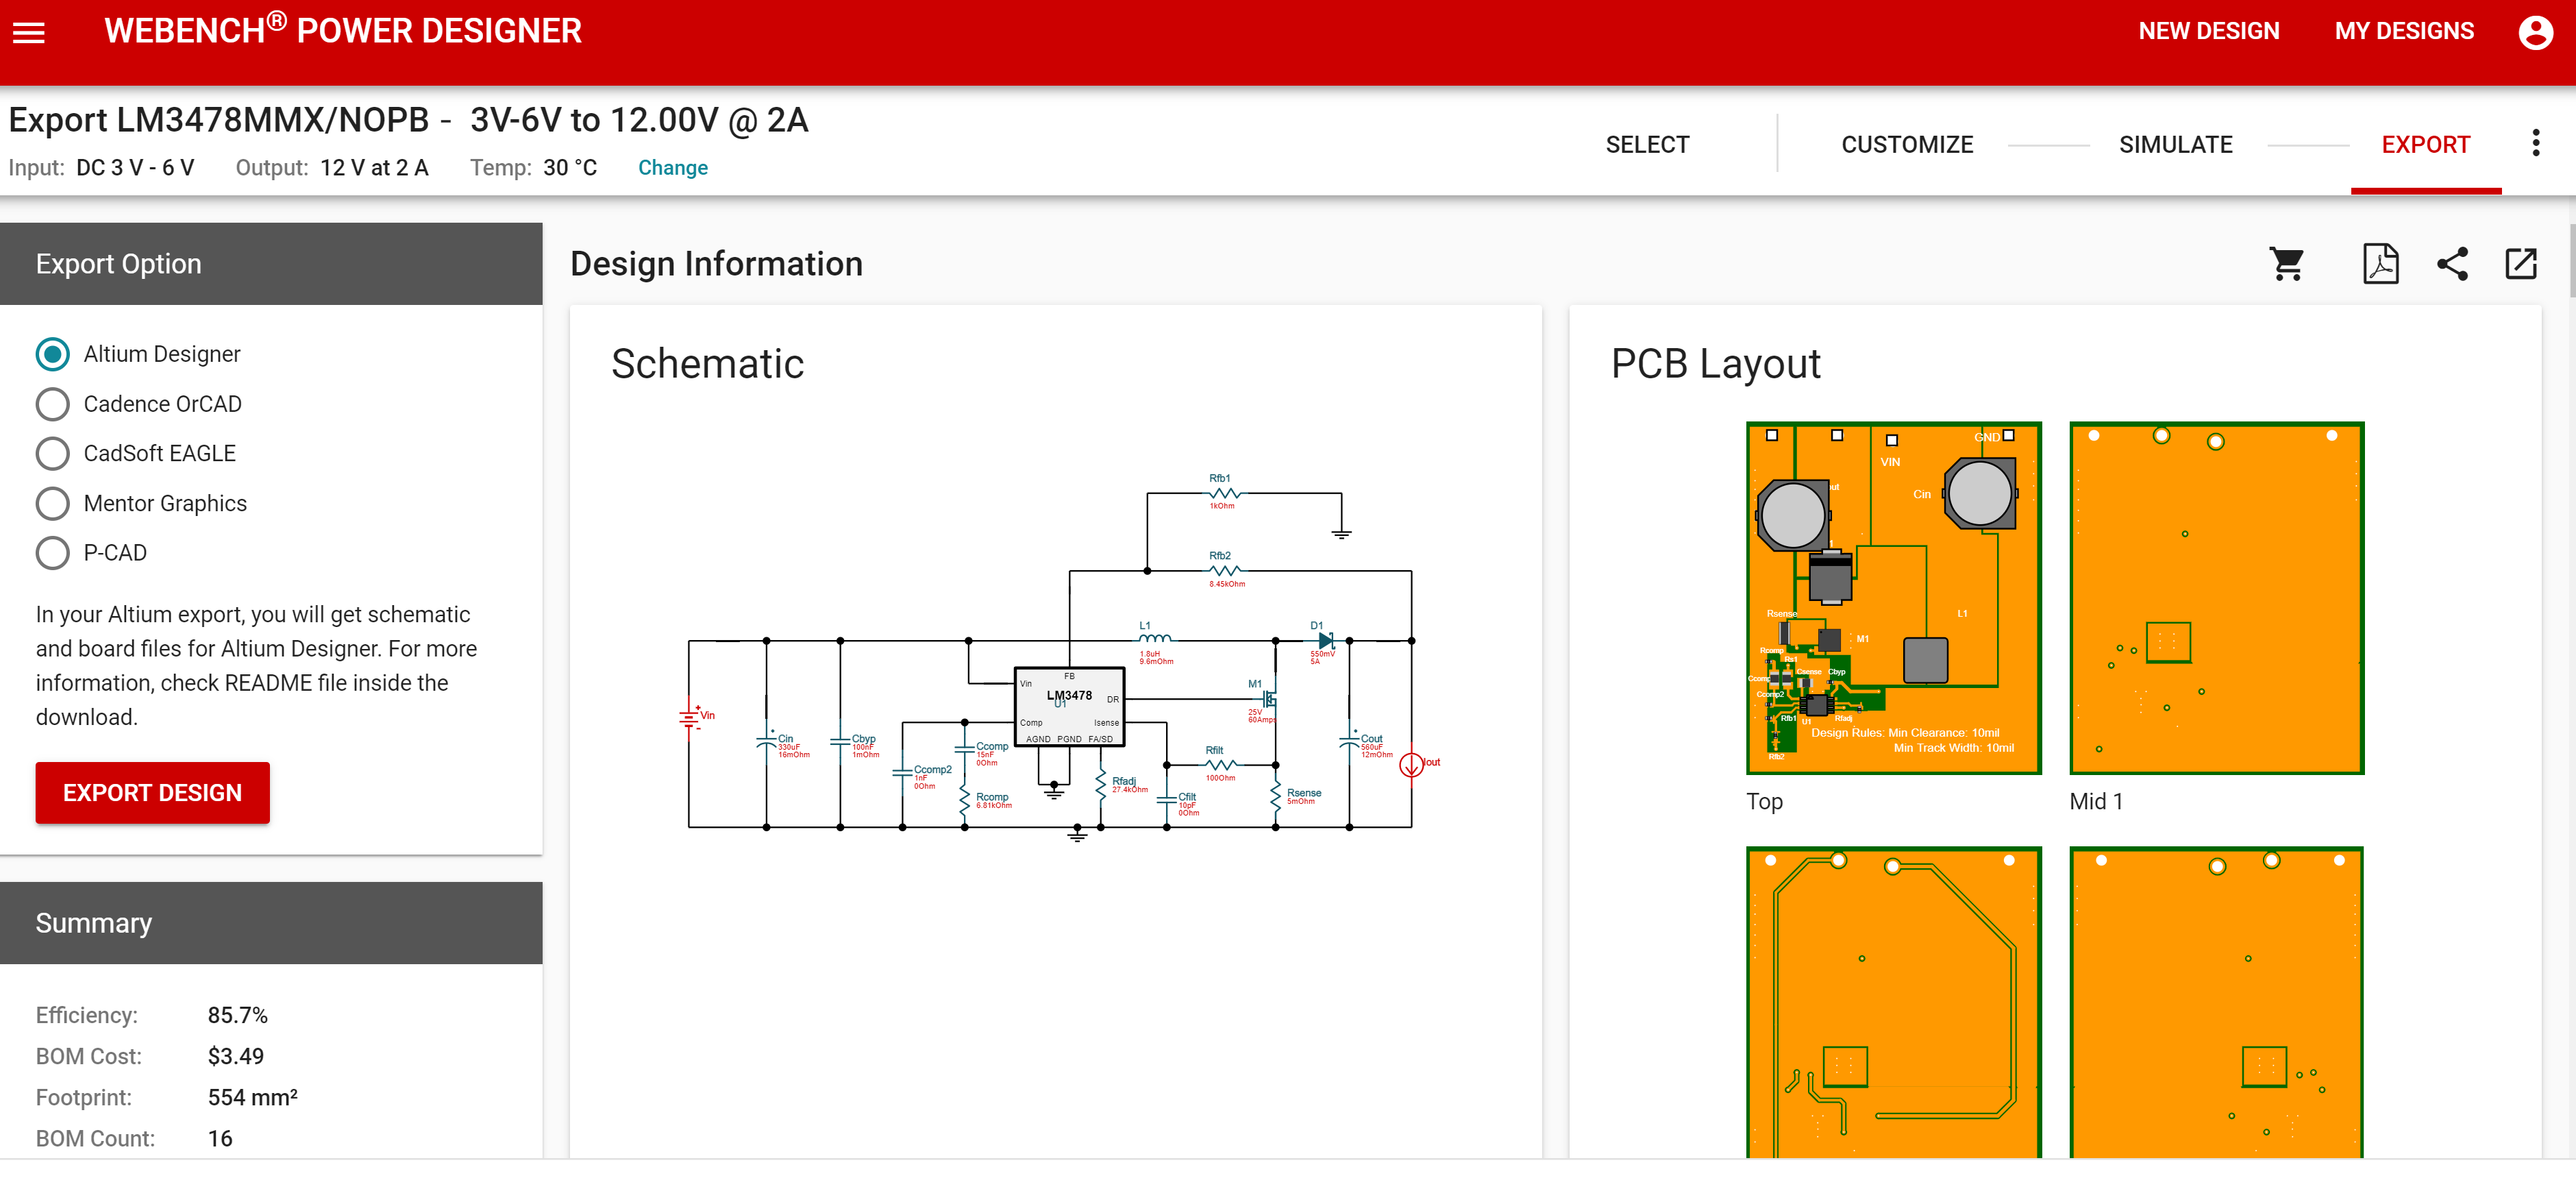 WEBENCH® POWER DESIGNER
NEW DESIGN
MY DESIGNS
Export LM3478MMX/NOPB - 3V-6V to 12.00V @ 2A
Input: DC 3 V - 6 V Output: 12 V at 2 A Temp: 30 °C Change
SELECT
CUSTOMIZE
SIMULATE
EXPORT
Export Option
Altium Designer
Cadence OrCAD
CadSoft EAGLE
Mentor Graphics
P-CAD
In your Altium export, you will get schematic
and board files for Altium Designer. For more
information, check README file inside the
download.
EXPORT DESIGN
Summary
Efficiency: 85.7%
BOM Cost: $3.49
Footprint: 554 mm²
BOM Count: 16
Design Information
Schematic
Rfb1
1kOhm
Rfb2
8.45kOhm
L1
1.8uH
9.6mOhm
D1
550mV
5A
FB
Vin
LM3478
U1
DR
Comp
Isense
AGND PGND FA/SD
M1
25V
60Amps
Vin
Cin
330uF
16mOhm
Cbyp
100nF
1mOhm
Ccomp2
1nF
0Ohm
Ccomp
15nF
0Ohm
Rcomp
6.81kOhm
Rfadj
27.4kOhm
Rfilt
100Ohm
Cfilt
10pF
0Ohm
Rsense
5mOhm
Cout
560uF
12mOhm
Iout
PCB Layout
GND
VIN
Cin
out
Rsense
L1
M1
Rcomp
Ccomp
Csense
Cbyp
Ccomp2
Rfb1
U1
Rfadj
Rfb2
Design Rules: Min Clearance: 10mil
Min Track Width: 10mil
Top
Mid 1